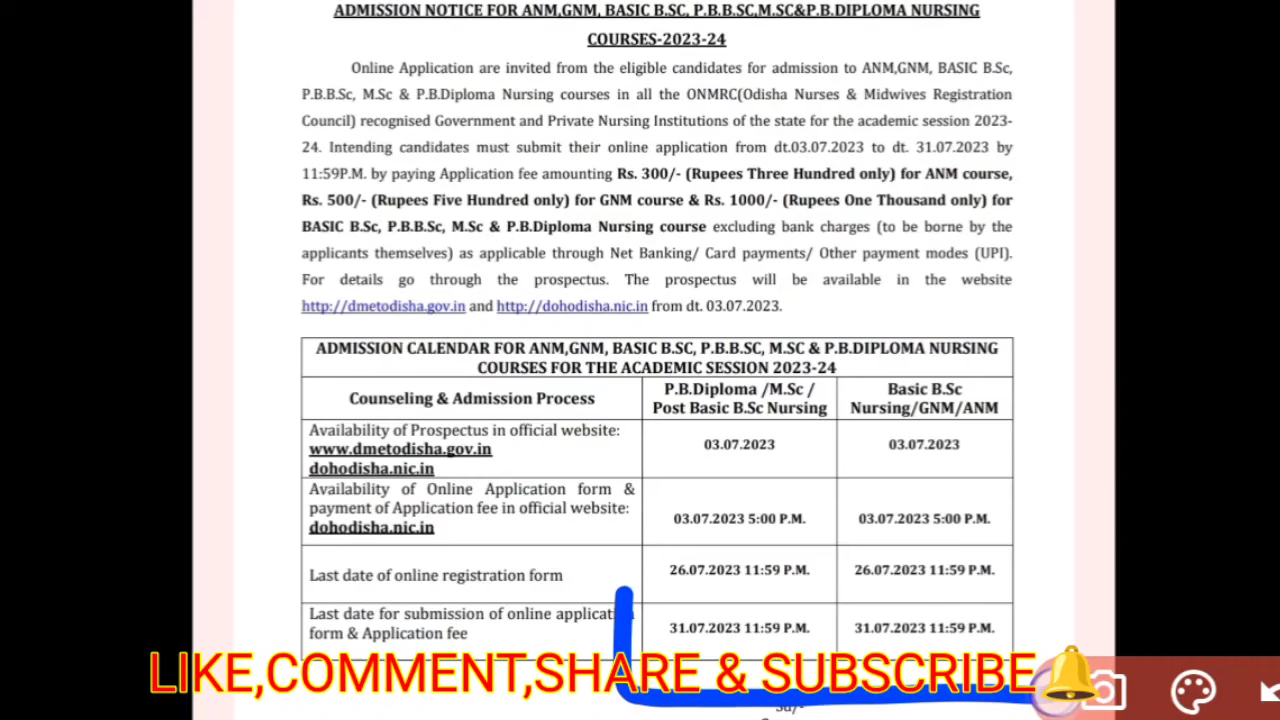 ADMISSION NOTICE FOR ANM,GNM, BASIC B.SC, P.B.B.SC,M.SC&P.B.DIPLOMA NURSING
COURSES-2023-24
Online Application are invited from the eligible candidates for admission to ANM,GNM, BASIC B.Sc,
P.B.B.Sc, M.Sc & P.B.Diploma Nursing courses in all the ONMRC(Odisha Nurses & Midwives Registration
Council) recognised Government and Private Nursing Institutions of the state for the academic session 2023-
24. Intending candidates must submit their online application from dt.03.07.2023 to dt. 31.07.2023 by
11:59P.M. by paying Application fee amounting Rs. 300/- (Rupees Three Hundred only) for ANM course,
Rs. 500/- (Rupees Five Hundred only) for GNM course & Rs. 1000/- (Rupees One Thousand only) for
BASIC B.Sc, P.B.B.Sc, M.Sc & P.B.Diploma Nursing course excluding bank charges (to be borne by the
applicants themselves) as applicable through Net Banking/ Card payments/ Other payment modes (UPI).
For details go through the prospectus. The prospectus will be available in the website
http://dmetodisha.gov.in and http://dohodisha.nic.in from dt. 03.07.2023.
ADMISSION CALENDAR FOR ANM,GNM, BASIC B.SC, P.B.B.SC, M.SC & P.B.DIPLOMA NURSING
COURSES FOR THE ACADEMIC SESSION 2023-24
Counseling & Admission Process
P.B.Diploma /M.Sc /
Post Basic B.Sc Nursing
Basic B.Sc
Nursing/GNM/ANM
Availability of Prospectus in official website:
www.dmetodisha.gov.in
dohodisha.nic.in
03.07.2023
03.07.2023
Availability of Online Application form &
payment of Application fee in official website:
dohodisha.nic.in
03.07.2023 5:00 P.M.
03.07.2023 5:00 P.M.
Last date of online registration form
26.07.2023 11:59 P.M.
26.07.2023 11:59 P.M.
Last date for submission of online application
form & Application fee
31.07.2023 11:59 P.M.
31.07.2023 11:59 P.M.
LIKE,COMMENT,SHARE & SUBSCRIBE
Sd/-